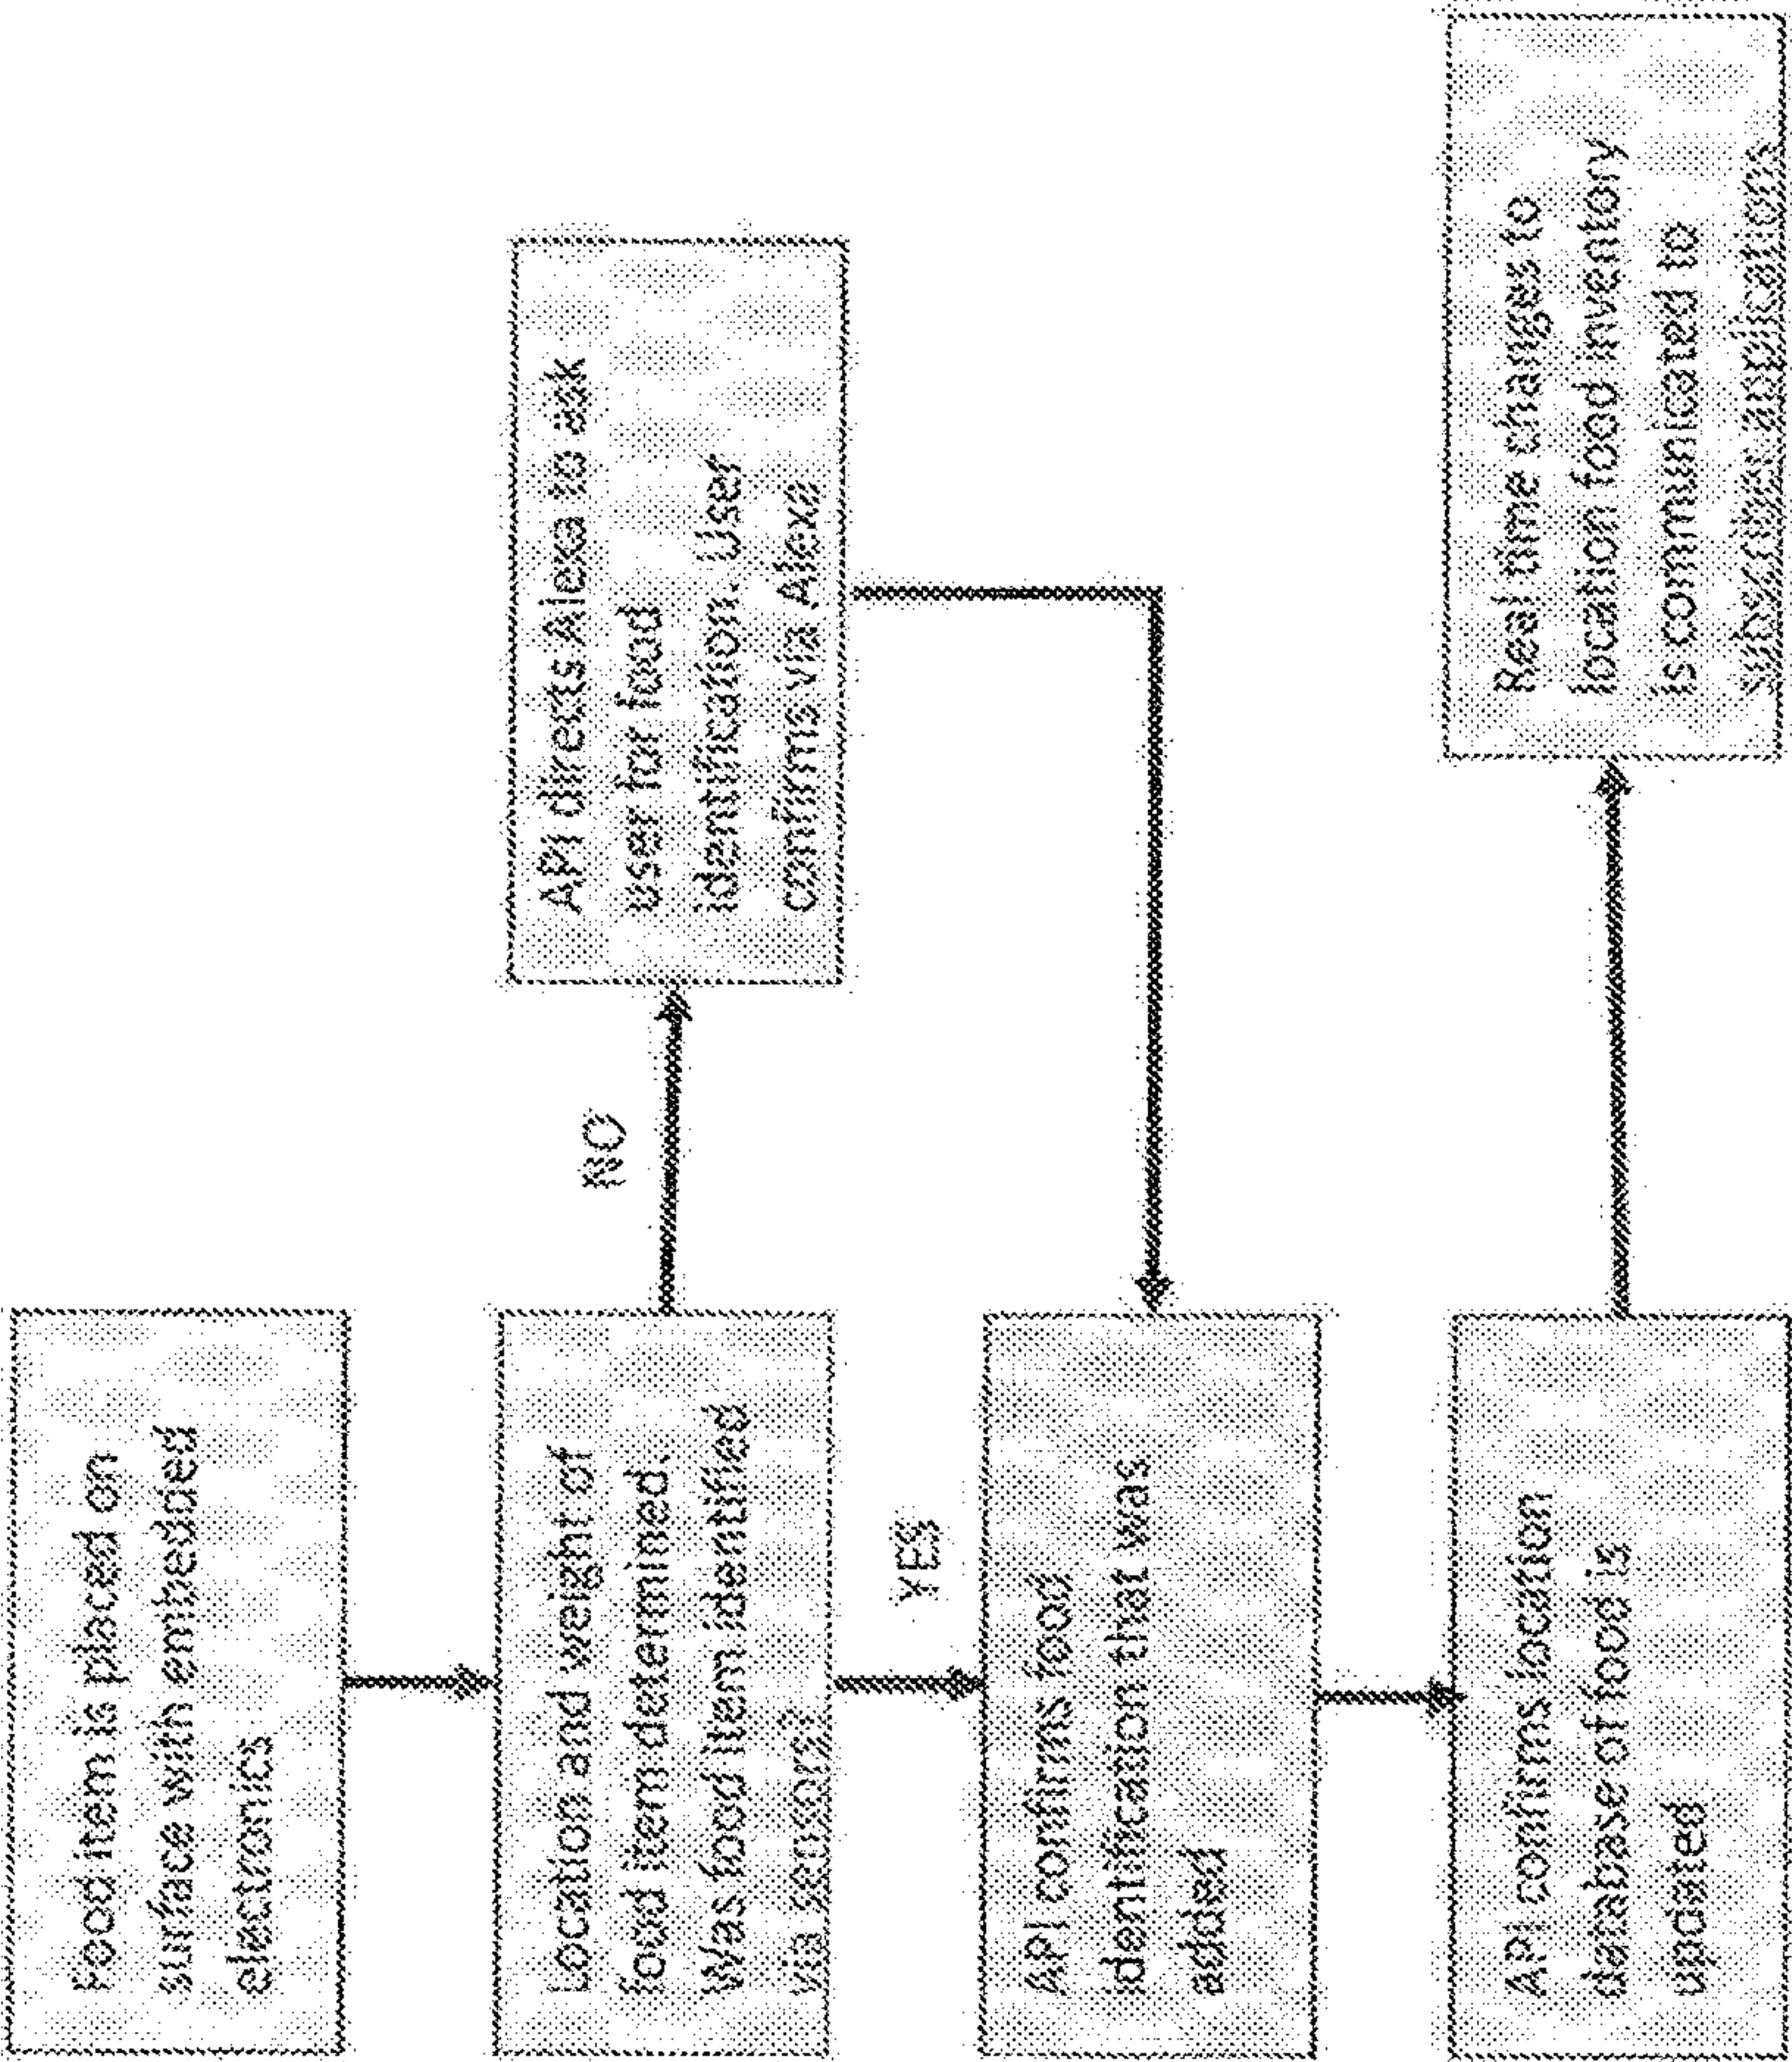 Food item is placed on
surface with embedded
electronics
Location and weight of
food item determined.
Was food item identified
via sensors?
NO
API directs Alexa to ask
user for food
identification. User
confirms via Alexa
YES
API confirms food
identification that was
added
API confirms location
database of food is
updated
Real time changes to
location food inventory
is communicated to
subscriber applications